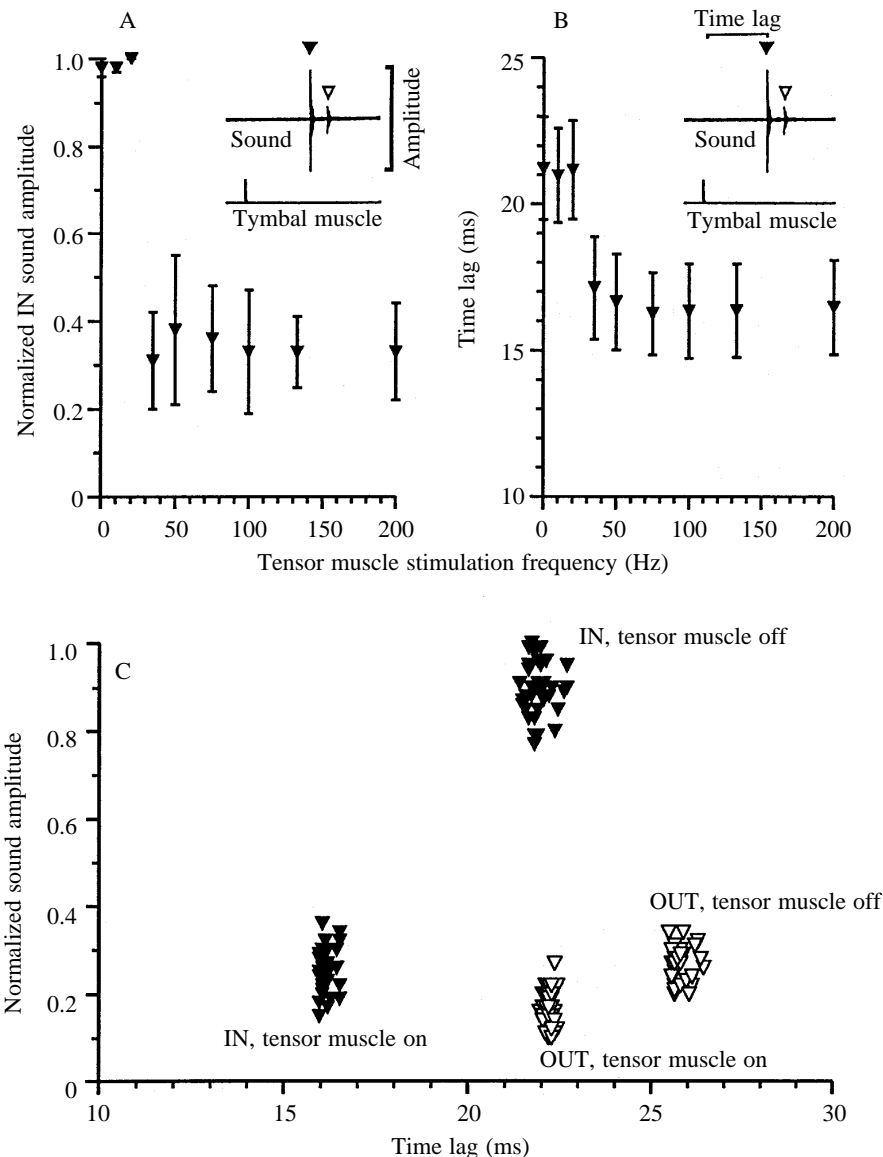 A
Normalized IN sound amplitude
1.0
0.8
0.6
0.4
0.2
0
0 50 100 150 200
Sound
Tymbal muscle
Amplitude
B
Time lag
Time lag (ms)
25
20
15
10
0 50 100 150 200
Sound
Tymbal muscle
Tensor muscle stimulation frequency (Hz)
C
Normalized sound amplitude
1.0
0.8
0.6
0.4
0.2
0
IN, tensor muscle off
OUT, tensor muscle off
IN, tensor muscle on
OUT, tensor muscle on
10 15 20 25 30
Time lag (ms)